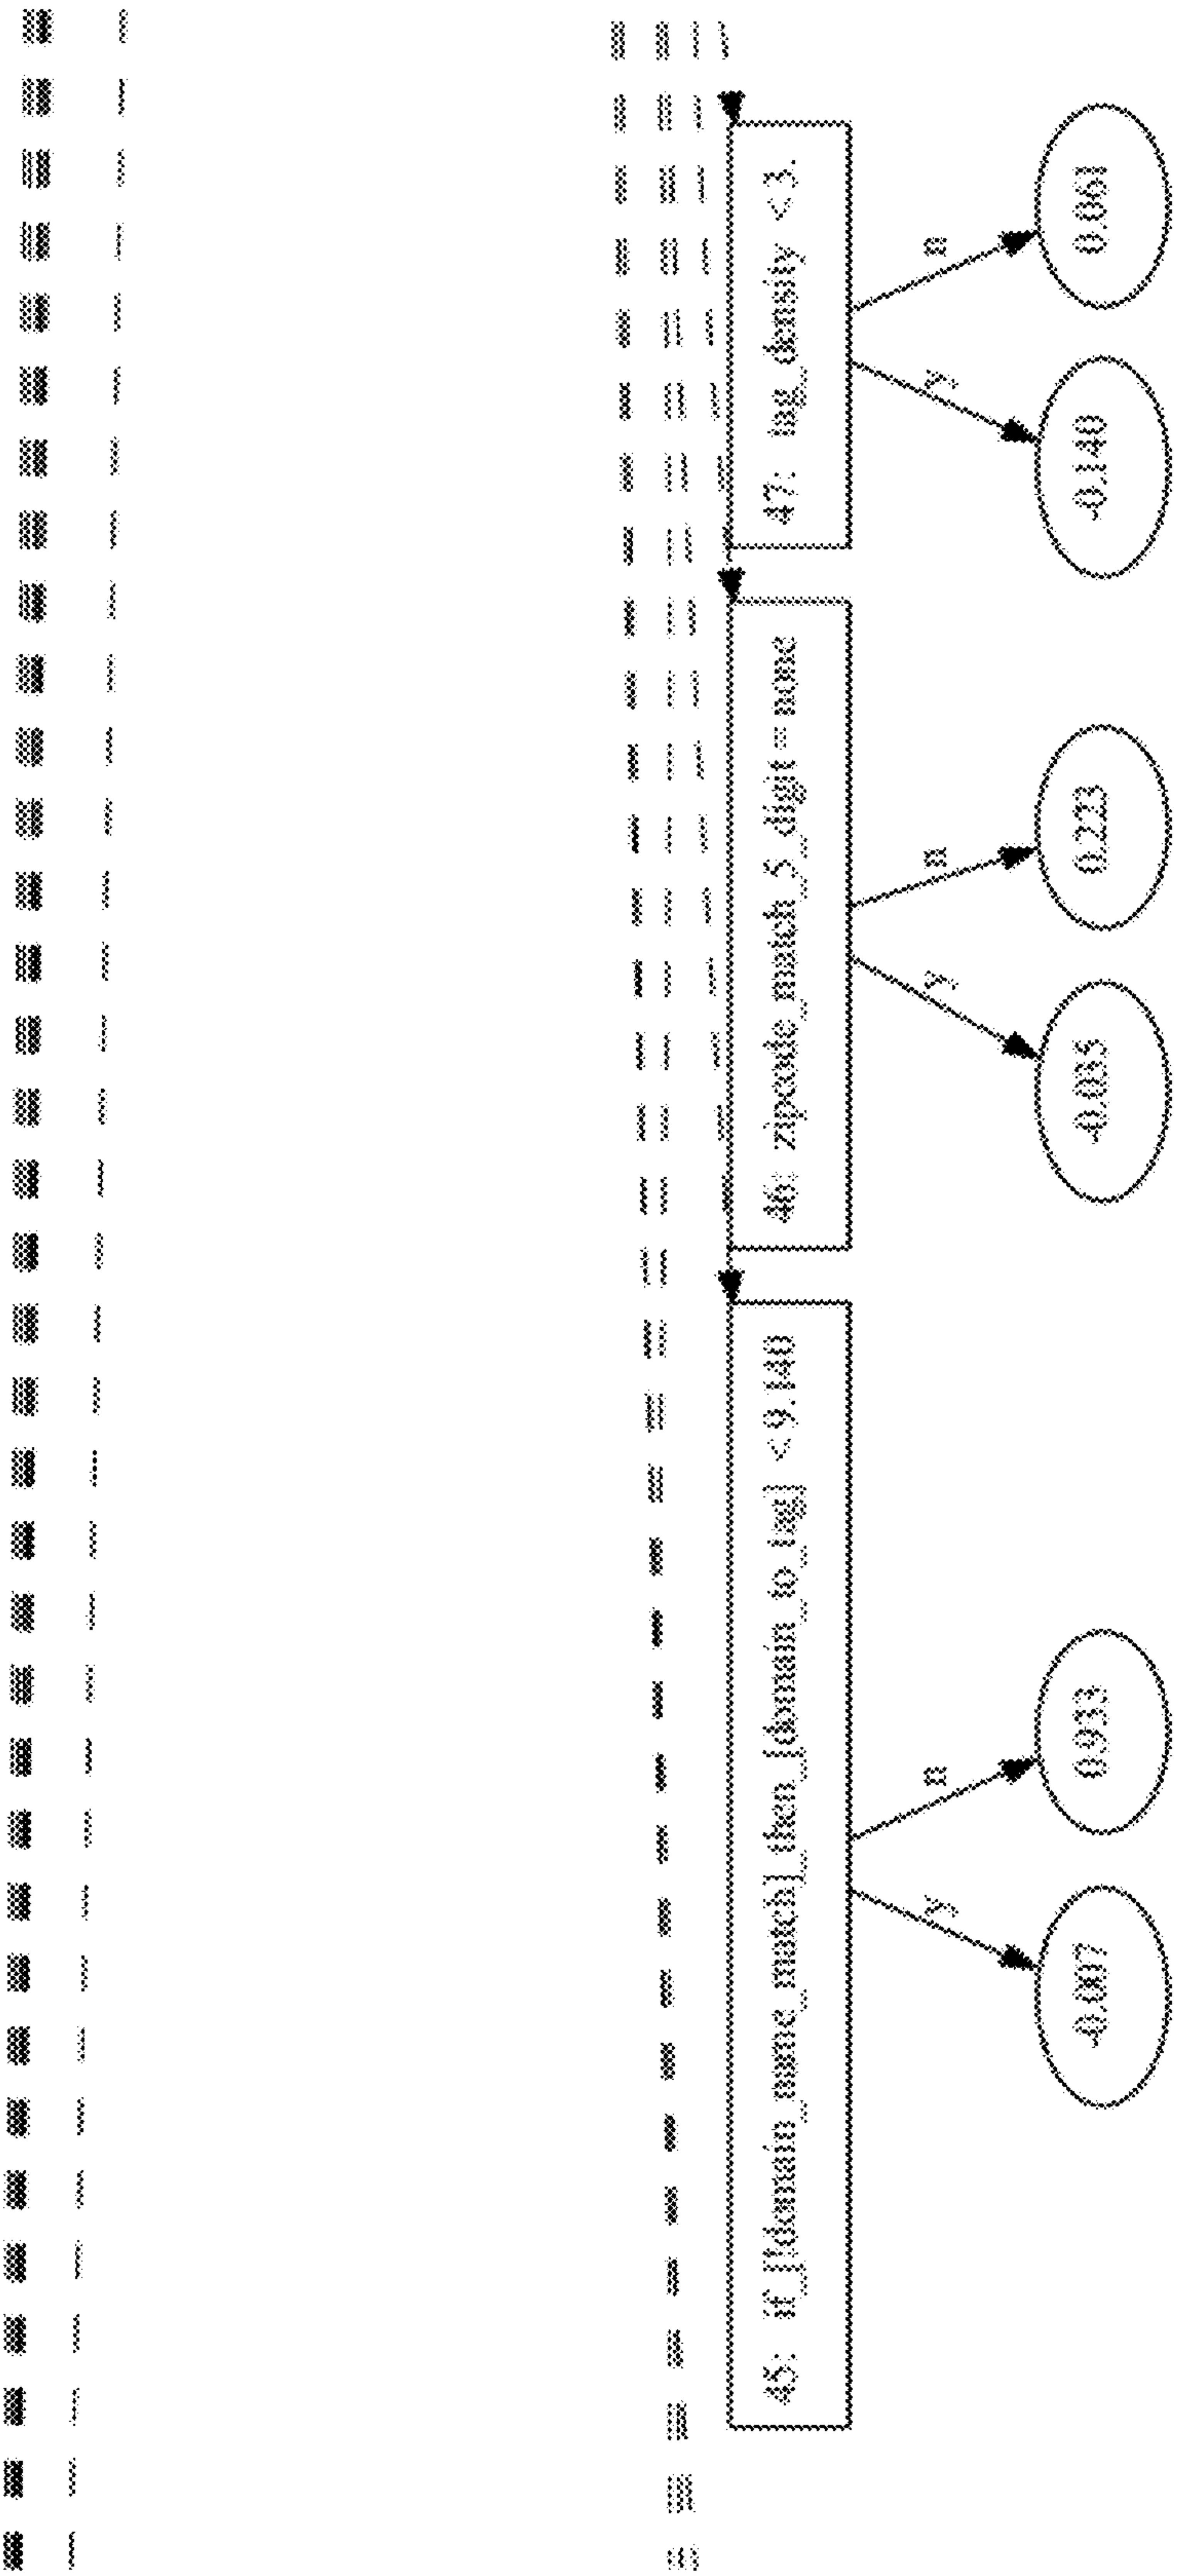 45: if_[!domain_name_match]_then_[domain_to_tag] <9.140
y
n
-0.007
0.933
46: zipcode_match_5_digit = none
y
n
-0.035
0.223
47: tag_density <3.
y
n
-0.140
0.061